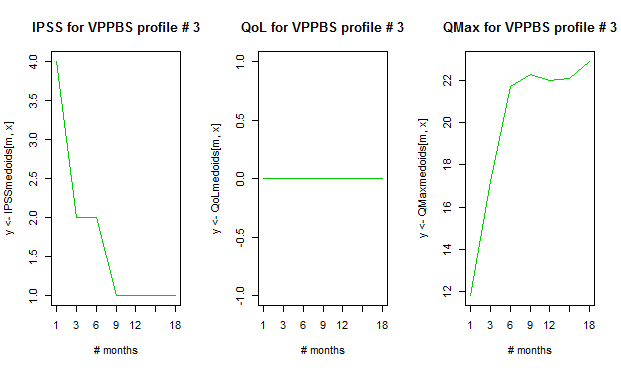 IPSS for VPPBS profile # 3
y <- IPSSmedoids[m, x]
4.0
3.5
3.0
2.5
2.0
1.5
1.0
1 3 6 9 12 18
# months
QoL for VPPBS profile # 3
y <- QoLmedoids[m, x]
1.0
0.5
0.0
-0.5
-1.0
1 3 6 9 12 18
# months
QMax for VPPBS profile # 3
y <- QMaxmedoids[m, x]
22
20
18
16
14
12
1 3 6 9 12 18
# months